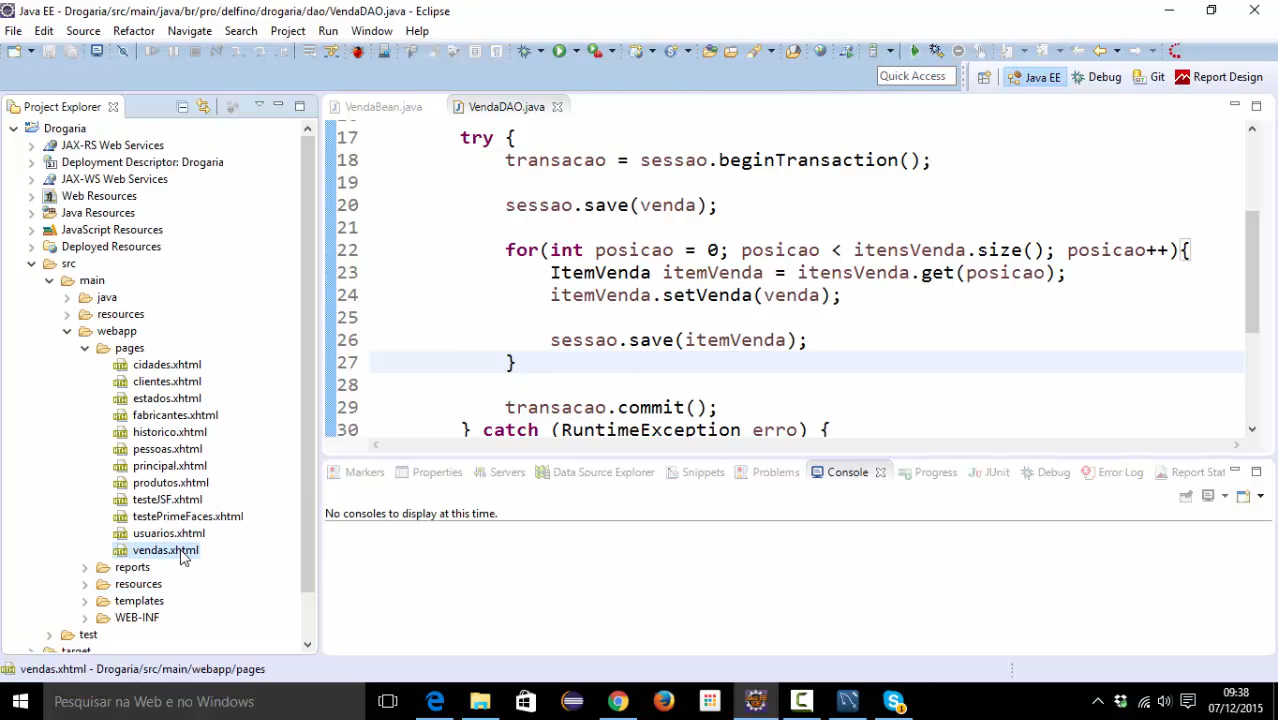 Java EE - Drogaria/src/main/java/br/pro/delfino/drogaria/dao/VendaDAO.java - Eclipse
File Edit Source Refactor Navigate Search Project Run Window Help
Quick Access Java EE Debug Git Report Design
Project Explorer
Drogaria
JAX-RS Web Services
Deployment Descriptor: Drogaria
JAX-WS Web Services
Web Resources
Java Resources
JavaScript Resources
Deployed Resources
src
main
java
resources
webapp
pages
cidades.xhtml
clientes.xhtml
estados.xhtml
fabricantes.xhtml
historico.xhtml
pessoas.xhtml
principal.xhtml
produtos.xhtml
testeJSF.xhtml
testePrimeFaces.xhtml
usuarios.xhtml
vendas.xhtml
reports
resources
templates
WEB-INF
test
target
VendaBean.java VendaDAO.java
17 try {
18 transacao = sessao.beginTransaction();
19
20 sessao.save(venda);
21
22 for(int posicao = 0; posicao < itensVenda.size(); posicao++){
23 ItemVenda itemVenda = itensVenda.get(posicao);
24 itemVenda.setVenda(venda);
25
26 sessao.save(itemVenda);
27 }
28
29 transacao.commit();
30 } catch (RuntimeException erro) {
Markers Properties Servers Data Source Explorer Snippets Problems Console Progress JUnit Debug Error Log Report Stat
No consoles to display at this time.
vendas.xhtml - Drogaria/src/main/webapp/pages
Pesquisar na Web e no Windows
09:38
07/12/2015